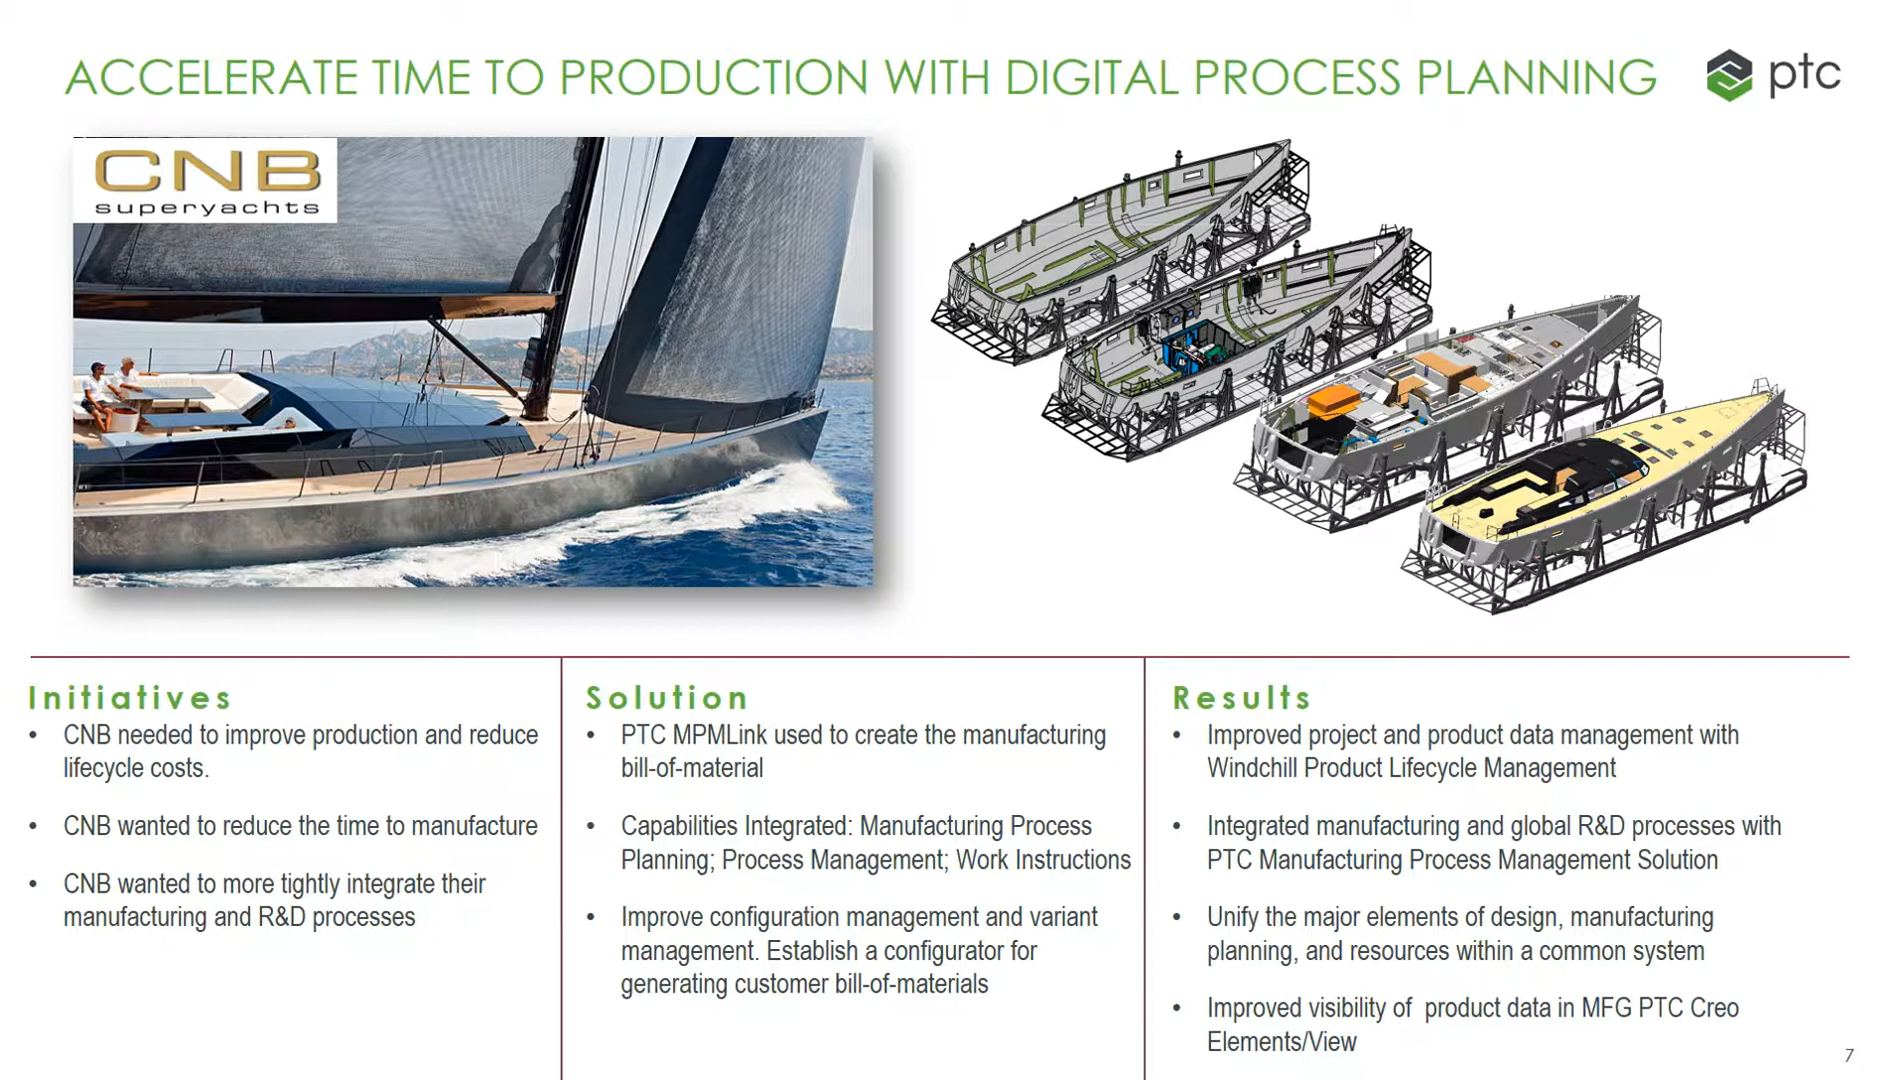 ACCELERATE TIME TO PRODUCTION WITH DIGITAL PROCESS PLANNING
ptc
CNB
superyachts
Initiatives
• CNB needed to improve production and reduce
lifecycle costs.
• CNB wanted to reduce the time to manufacture
• CNB wanted to more tightly integrate their
manufacturing and R&D processes
Solution
• PTC MPMLink used to create the manufacturing
bill-of-material
• Capabilities Integrated: Manufacturing Process
Planning; Process Management; Work Instructions
• Improve configuration management and variant
management. Establish a configurator for
generating customer bill-of-materials
Results
• Improved project and product data management with
Windchill Product Lifecycle Management
• Integrated manufacturing and global R&D processes with
PTC Manufacturing Process Management Solution
• Unify the major elements of design, manufacturing
planning, and resources within a common system
• Improved visibility of  product data in MFG PTC Creo
Elements/View
7